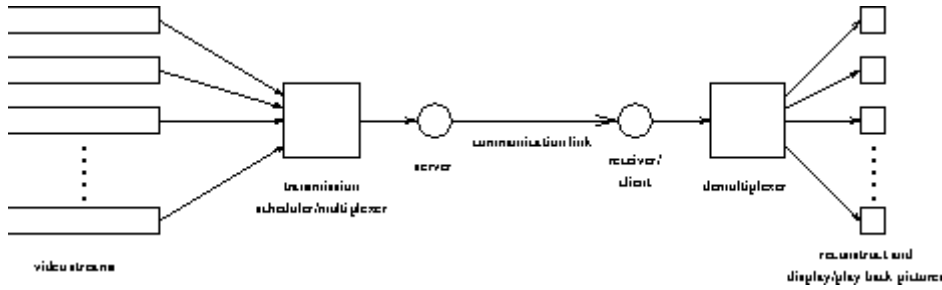 communication link
server
receiver/
client
transmission
scheduler/multiplexer
demultiplexer
video streams
reconstruct and
display/play back pictures